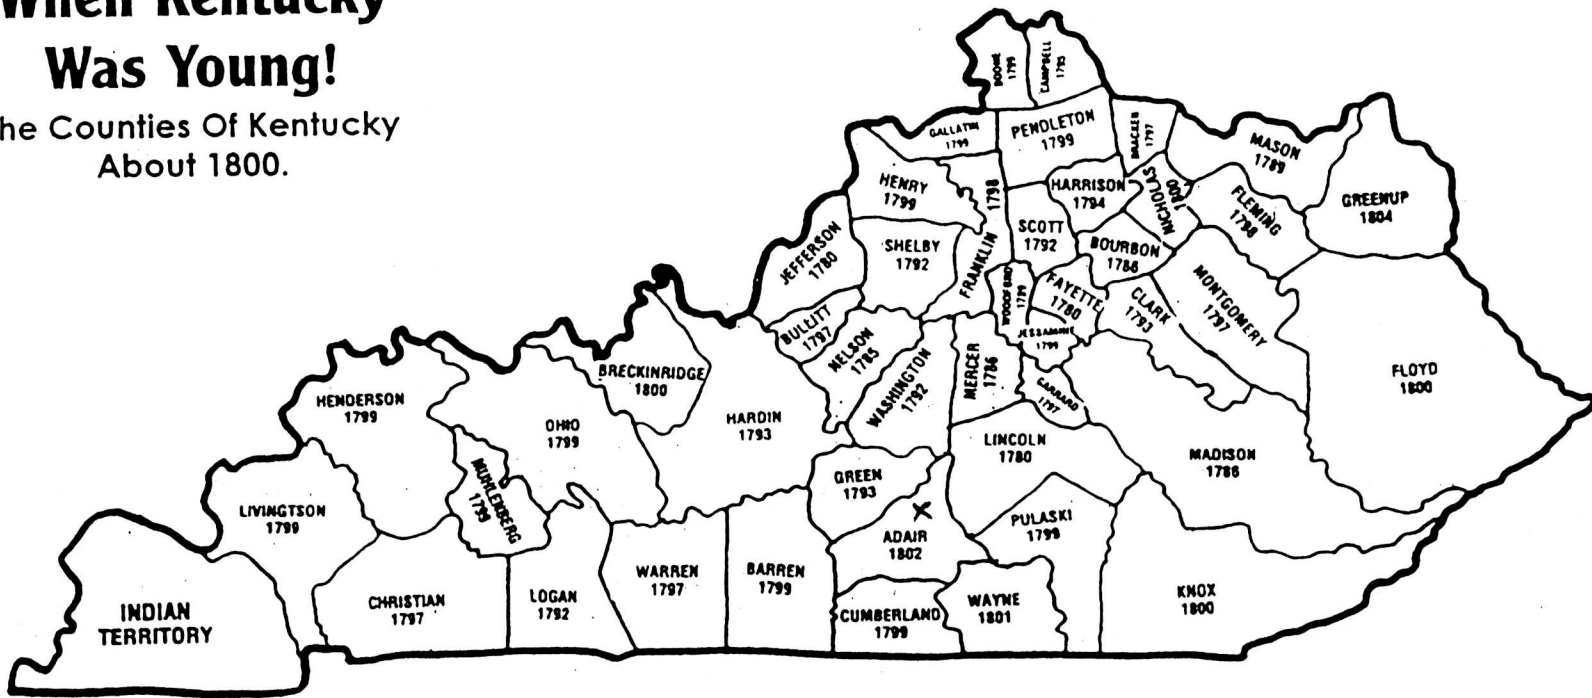 When Kentucky
Was Young!
he Counties Of Kentucky
About 1800.
BOONE
1799
CAMPBELL
1795
GALLATIN
1799
PENDLETON
1799
BRACKEN
1797
MASON
1789
HENRY
1799
FRANKLIN 1798
HARRISON
1794
NICHOLAS
1800
FLEMING
1798
GREENUP
1804
JEFFERSON
1780
SHELBY
1792
SCOTT
1792
BOURBON
1786
WOODFORD
1799
FAYETTE
1780
CLARK
1793
MONTGOMERY
1797
BULLITT
1797
NELSON
1785
WASHINGTON
1792
MERCER
1786
JESSAMINE
1799
GARRARD
1797
FLOYD
1800
BRECKINRIDGE
1800
HENDERSON
1799
OHIO
1799
HARDIN
1793
LINCOLN
1780
MADISON
1786
MUHLENBERG
1799
GREEN
1793
LIVINGTSON
1799
X
ADAIR
1802
PULASKI
1799
INDIAN
TERRITORY
CHRISTIAN
1797
LOGAN
1792
WARREN
1797
BARREN
1799
CUMBERLAND
1799
WAYNE
1801
KNOX
1800